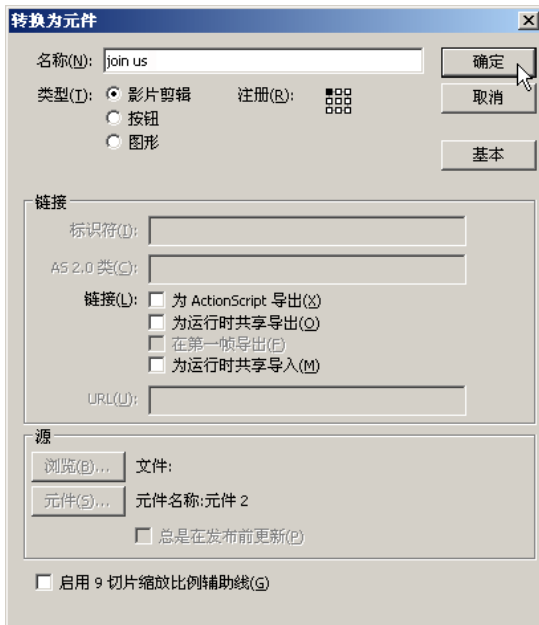 转换为元件
名称(N): join us 确定
类型(T): 影片剪辑 注册(R): 取消
按钮
图形
基本
链接
标识符(I):
AS 2.0 类(C):
链接(L): 为 ActionScript 导出(X)
为运行时共享导出(O)
在第一帧导出(F)
为运行时共享导入(M)
URL(U):
源
浏览(B)... 文件:
元件(S)... 元件名称:元件 2
总是在发布前更新(P)
启用 9 切片缩放比例辅助线(G)